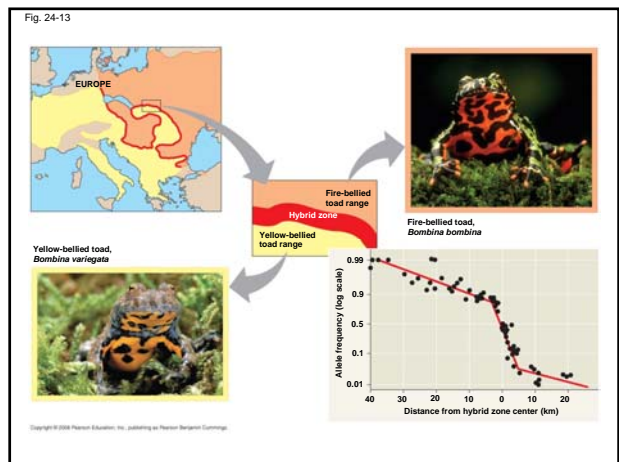 Fig. 24-13
EUROPE
Fire-bellied
toad range
Hybrid zone
Yellow-bellied
toad range
Fire-bellied toad,
Bombina bombina
Yellow-bellied toad,
Bombina variegata
Allele frequency (log scale)
0.99
0.9
0.5
0.1
0.01
40 30 20 10 0 10 20
Distance from hybrid zone center (km)
Copyright © 2008 Pearson Education, Inc., publishing as Pearson Benjamin Cummings.